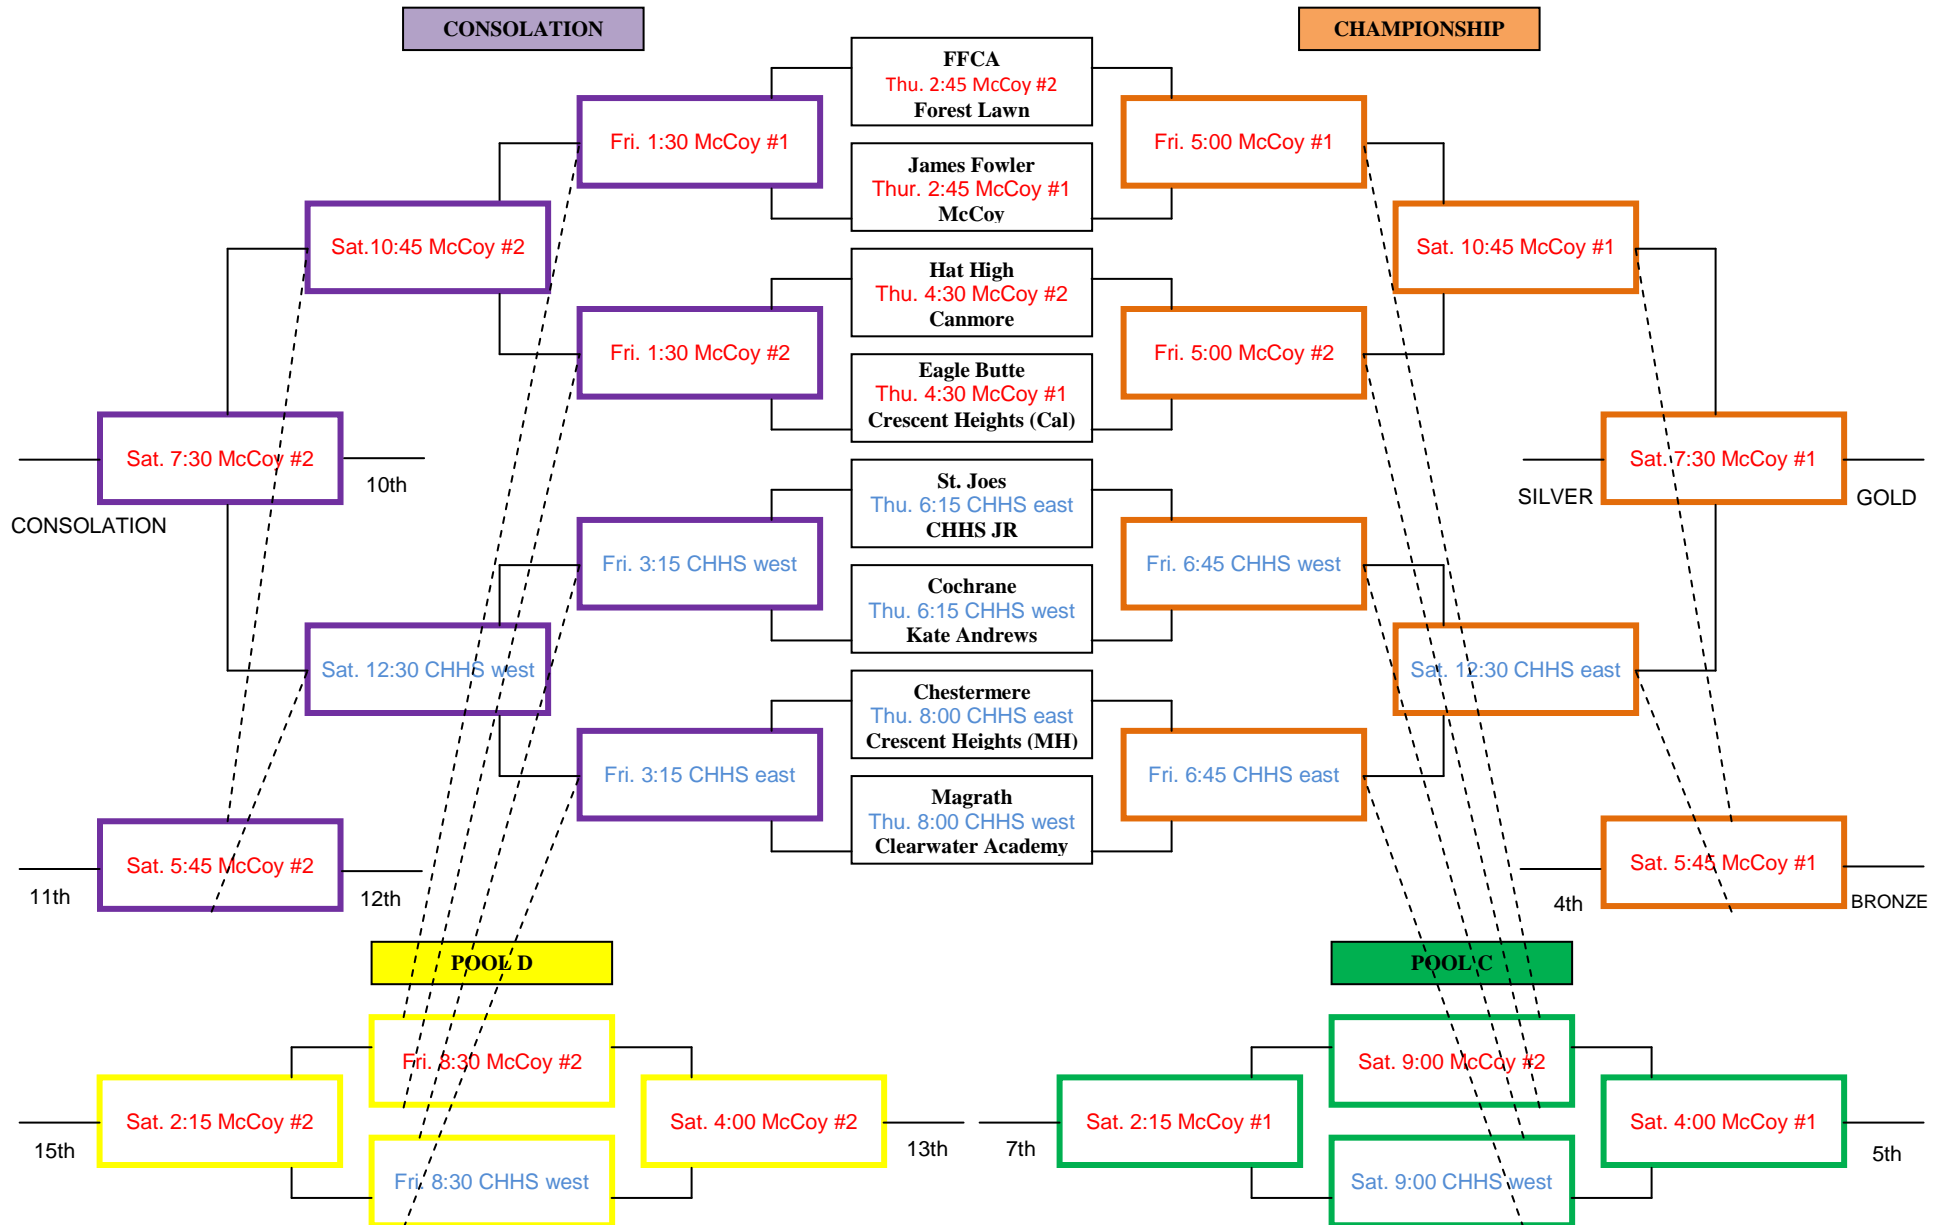 CONSOLATION
CHAMPIONSHIP
FFCA
Thu. 2:45 McCoy #2
Forest Lawn
Fri. 1:30 McCoy #1
Fri. 5:00 McCoy #1
James Fowler
Thur. 2:45 McCoy #1
McCoy
Sat.10:45 McCoy #2
Sat. 10:45 McCoy #1
Hat High
Thu. 4:30 McCoy #2
Canmore
Fri. 1:30 McCoy #2
Fri. 5:00 McCoy #2
Eagle Butte
Thu. 4:30 McCoy #1
Crescent Heights (Cal)
Sat. 7:30 McCoy #2
10th
CONSOLATION
Sat. 7:30 McCoy #1
SILVER
GOLD
St. Joes
Thu. 6:15 CHHS east
CHHS JR
Fri. 3:15 CHHS west
Fri. 6:45 CHHS west
Cochrane
Thu. 6:15 CHHS west
Kate Andrews
Sat. 12:30 CHHS west
Sat. 12:30 CHHS east
Chestermere
Thu. 8:00 CHHS east
Crescent Heights (MH)
Fri. 3:15 CHHS east
Fri. 6:45 CHHS east
Magrath
Thu. 8:00 CHHS west
Clearwater Academy
Sat. 5:45 McCoy #2
11th
12th
Sat. 5:45 McCoy #1
4th
BRONZE
POOL D
POOL C
Fri. 8:30 McCoy #2
Sat. 9:00 McCoy #2
Sat. 2:15 McCoy #2
Sat. 4:00 McCoy #2
Sat. 2:15 McCoy #1
Sat. 4:00 McCoy #1
15th
13th
7th
5th
Fri. 8:30 CHHS west
Sat. 9:00 CHHS west